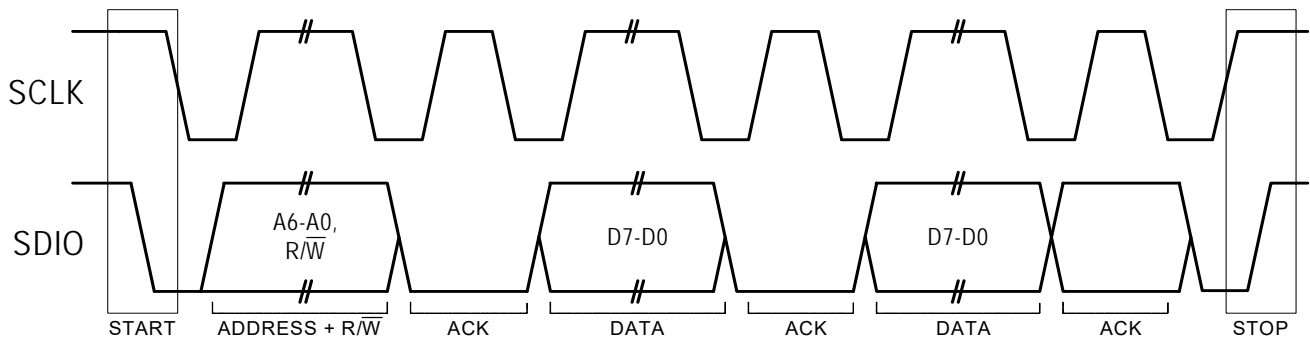 SCLK
SDIO
A6-A0,
R/W̅
D7-D0
D7-D0
START
ADDRESS + R/W̅
ACK
DATA
ACK
DATA
ACK
STOP